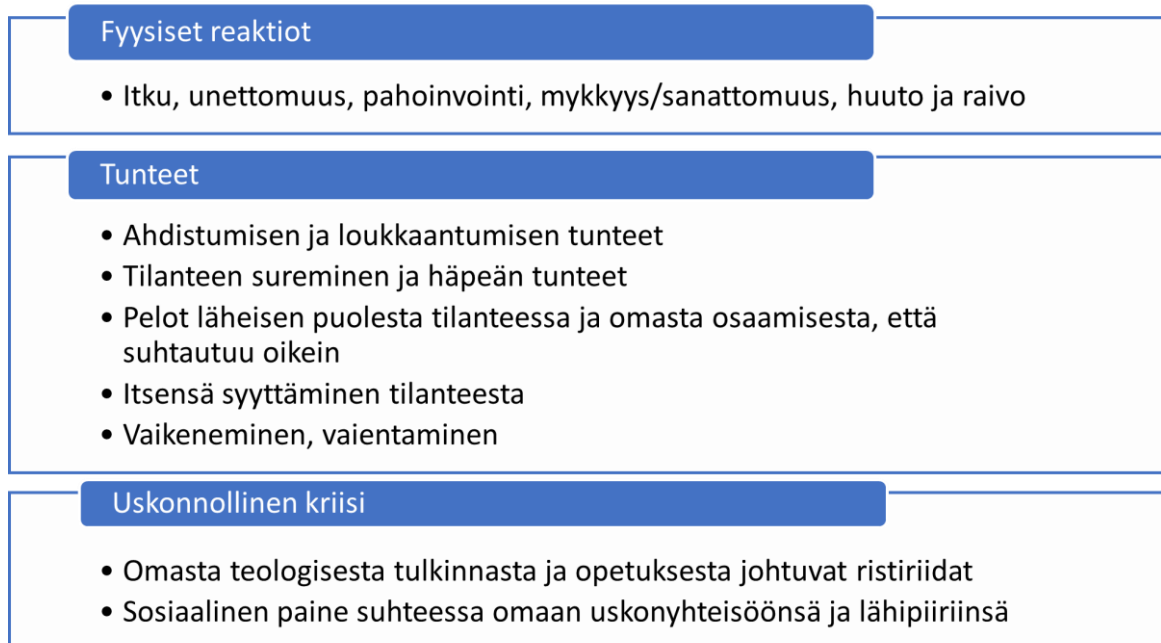 Fyysiset reaktiot
• Itku, unettomuus, pahoinvointi, mykkyys/sanattomuus, huuto ja raivo
Tunteet
• Ahdistumisen ja loukkaantumisen tunteet
• Tilanteen sureminen ja häpeän tunteet
• Pelot läheisen puolesta tilanteessa ja omasta osaamisesta, että
suhtautuu oikein
• Itsensä syyttäminen tilanteesta
• Vaikeneminen, vaientaminen
Uskonnollinen kriisi
• Omasta teologisesta tulkinnasta ja opetuksesta johtuvat ristiriidat
• Sosiaalinen paine suhteessa omaan uskonyhteisöönsä ja lähipiiriinsä